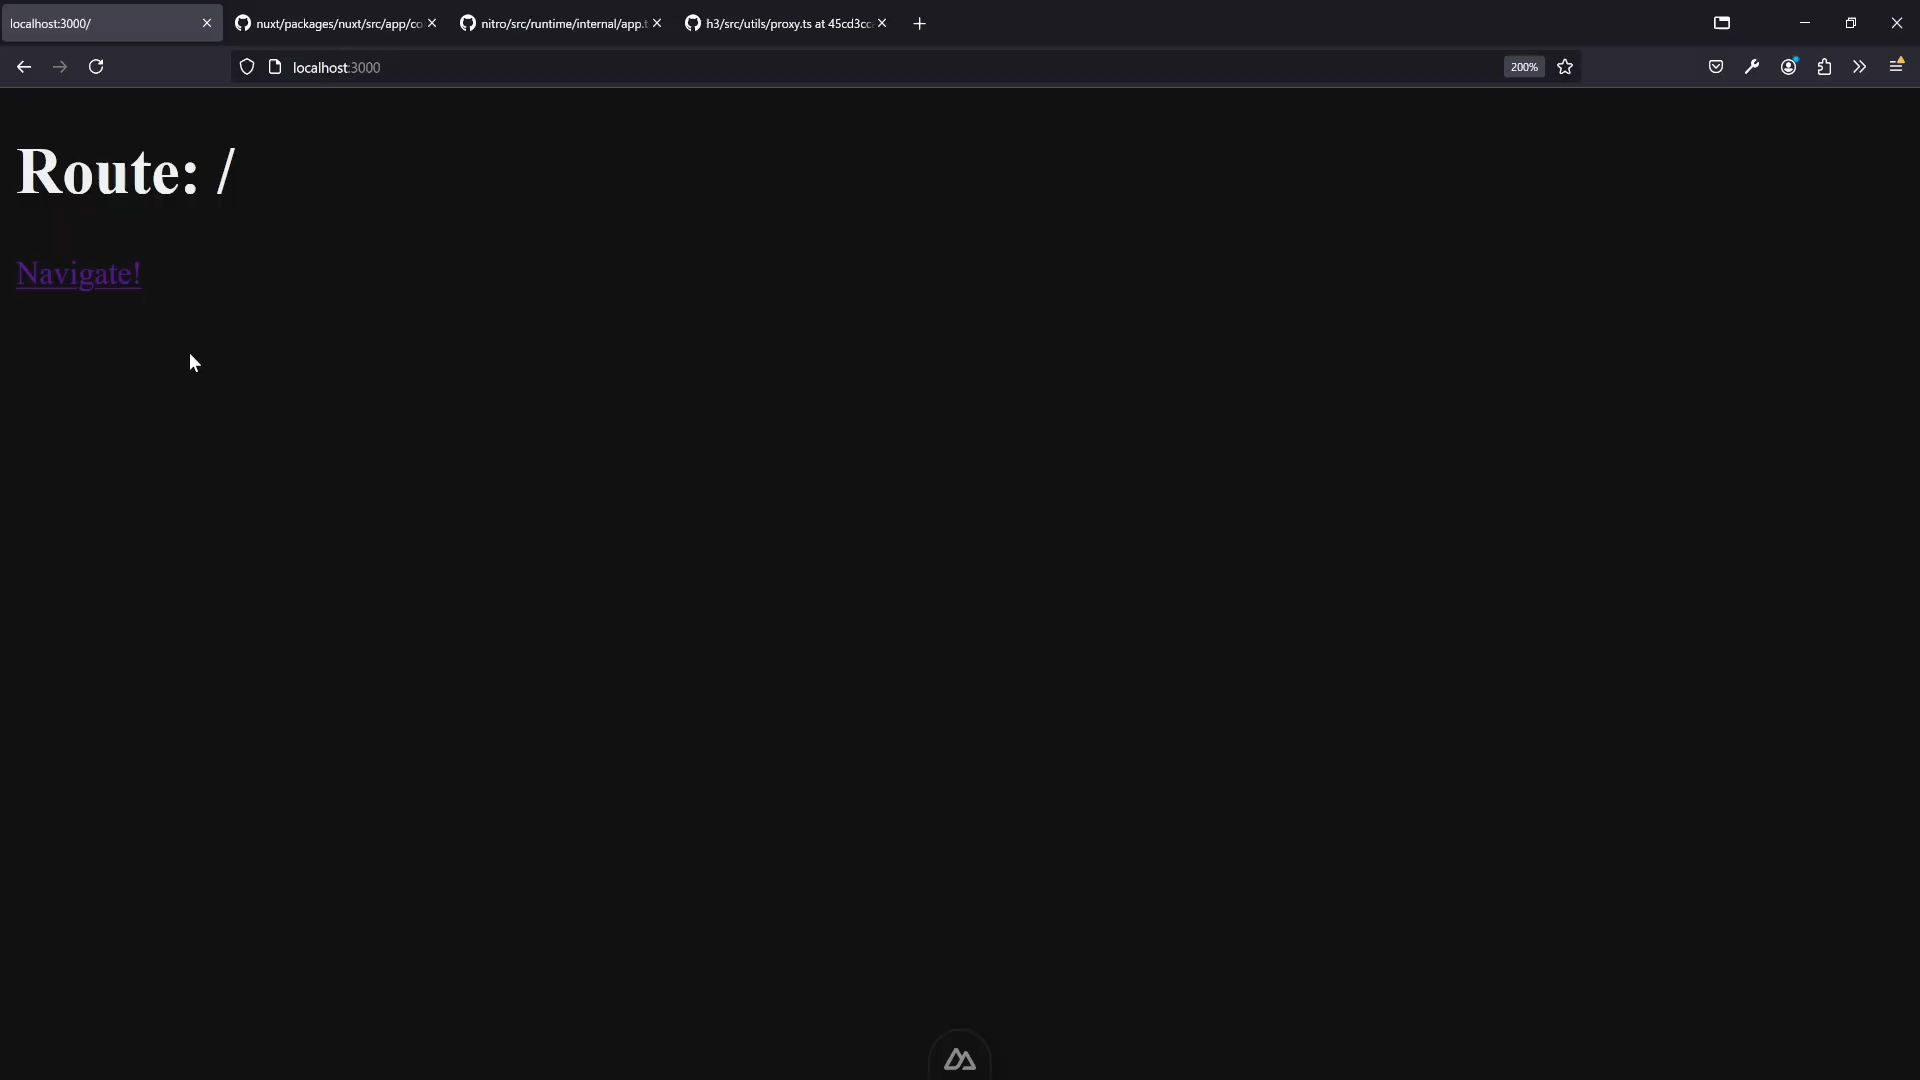 localhost:3000/
nuxt/packages/nuxt/src/app/co
nitro/src/runtime/internal/app.t
h3/src/utils/proxy.ts at 45cd3cc
localhost:3000
200%
Route: /
Navigate!